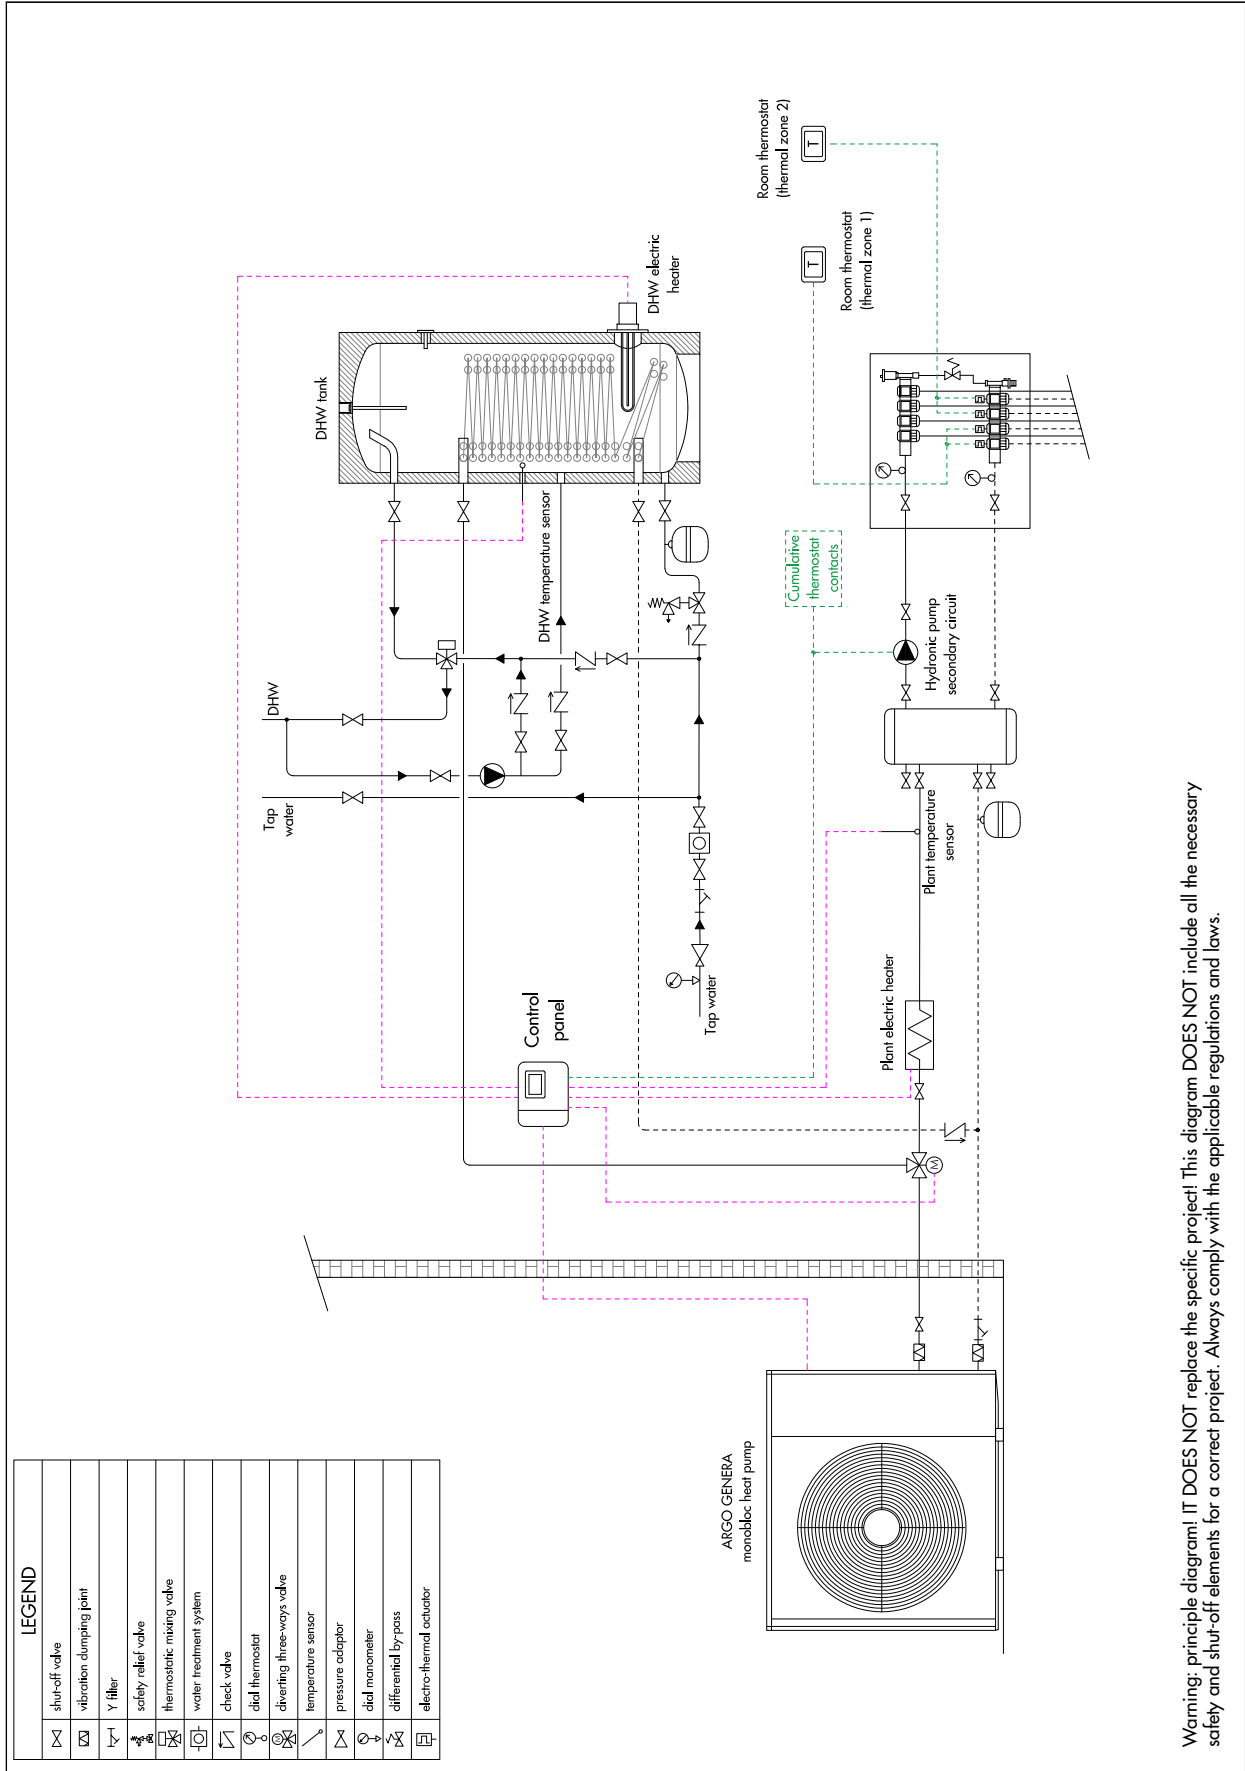 LEGEND
shut-off valve
vibration dumping joint
Y filter
safety relief valve
thermostatic mixing valve
water treatment system
check valve
dial thermostat
M
diverting three-ways valve
temperature sensor
pressure adaptor
dial manometer
differential by-pass
electro-thermal actuator
ARGO GENERA
monobloc heat pump
Control
panel
M
Plant electric heater
Plant temperature
sensor
Tap water
Tap
water
DHW
DHW temperature sensor
DHW tank
DHW electric
heater
Hydronic pump
secondary circuit
Cumulative
thermostat
contacts
Room thermostat
(thermal zone 1)
T
Room thermostat
(thermal zone 2)
T
Warning: principle diagram! IT DOES NOT replace the specific project! This diagram DOES NOT include all the necessary
safety and shut-off elements for a correct project. Always comply with the applicable regulations and laws.